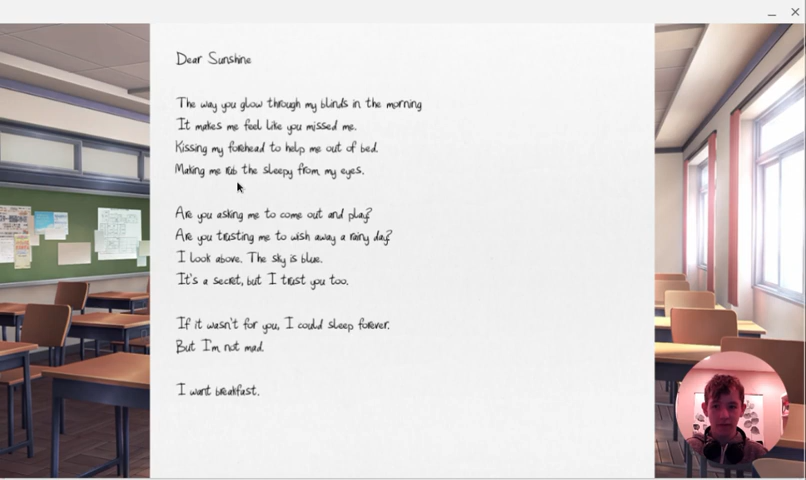 Dear Sunshine
The way you glow through my blinds in the morning
It makes me feel like you missed me.
Kissing my forehead to help me out of bed.
Making me rub the sleepy from my eyes.
Are you asking me to come out and play?
Are you trusting me to wish away a rainy day?
I look above. The sky is blue.
It's a secret, but I trust you too.
If it wasn't for you, I could sleep forever.
But I'm not mad.
I want breakfast.